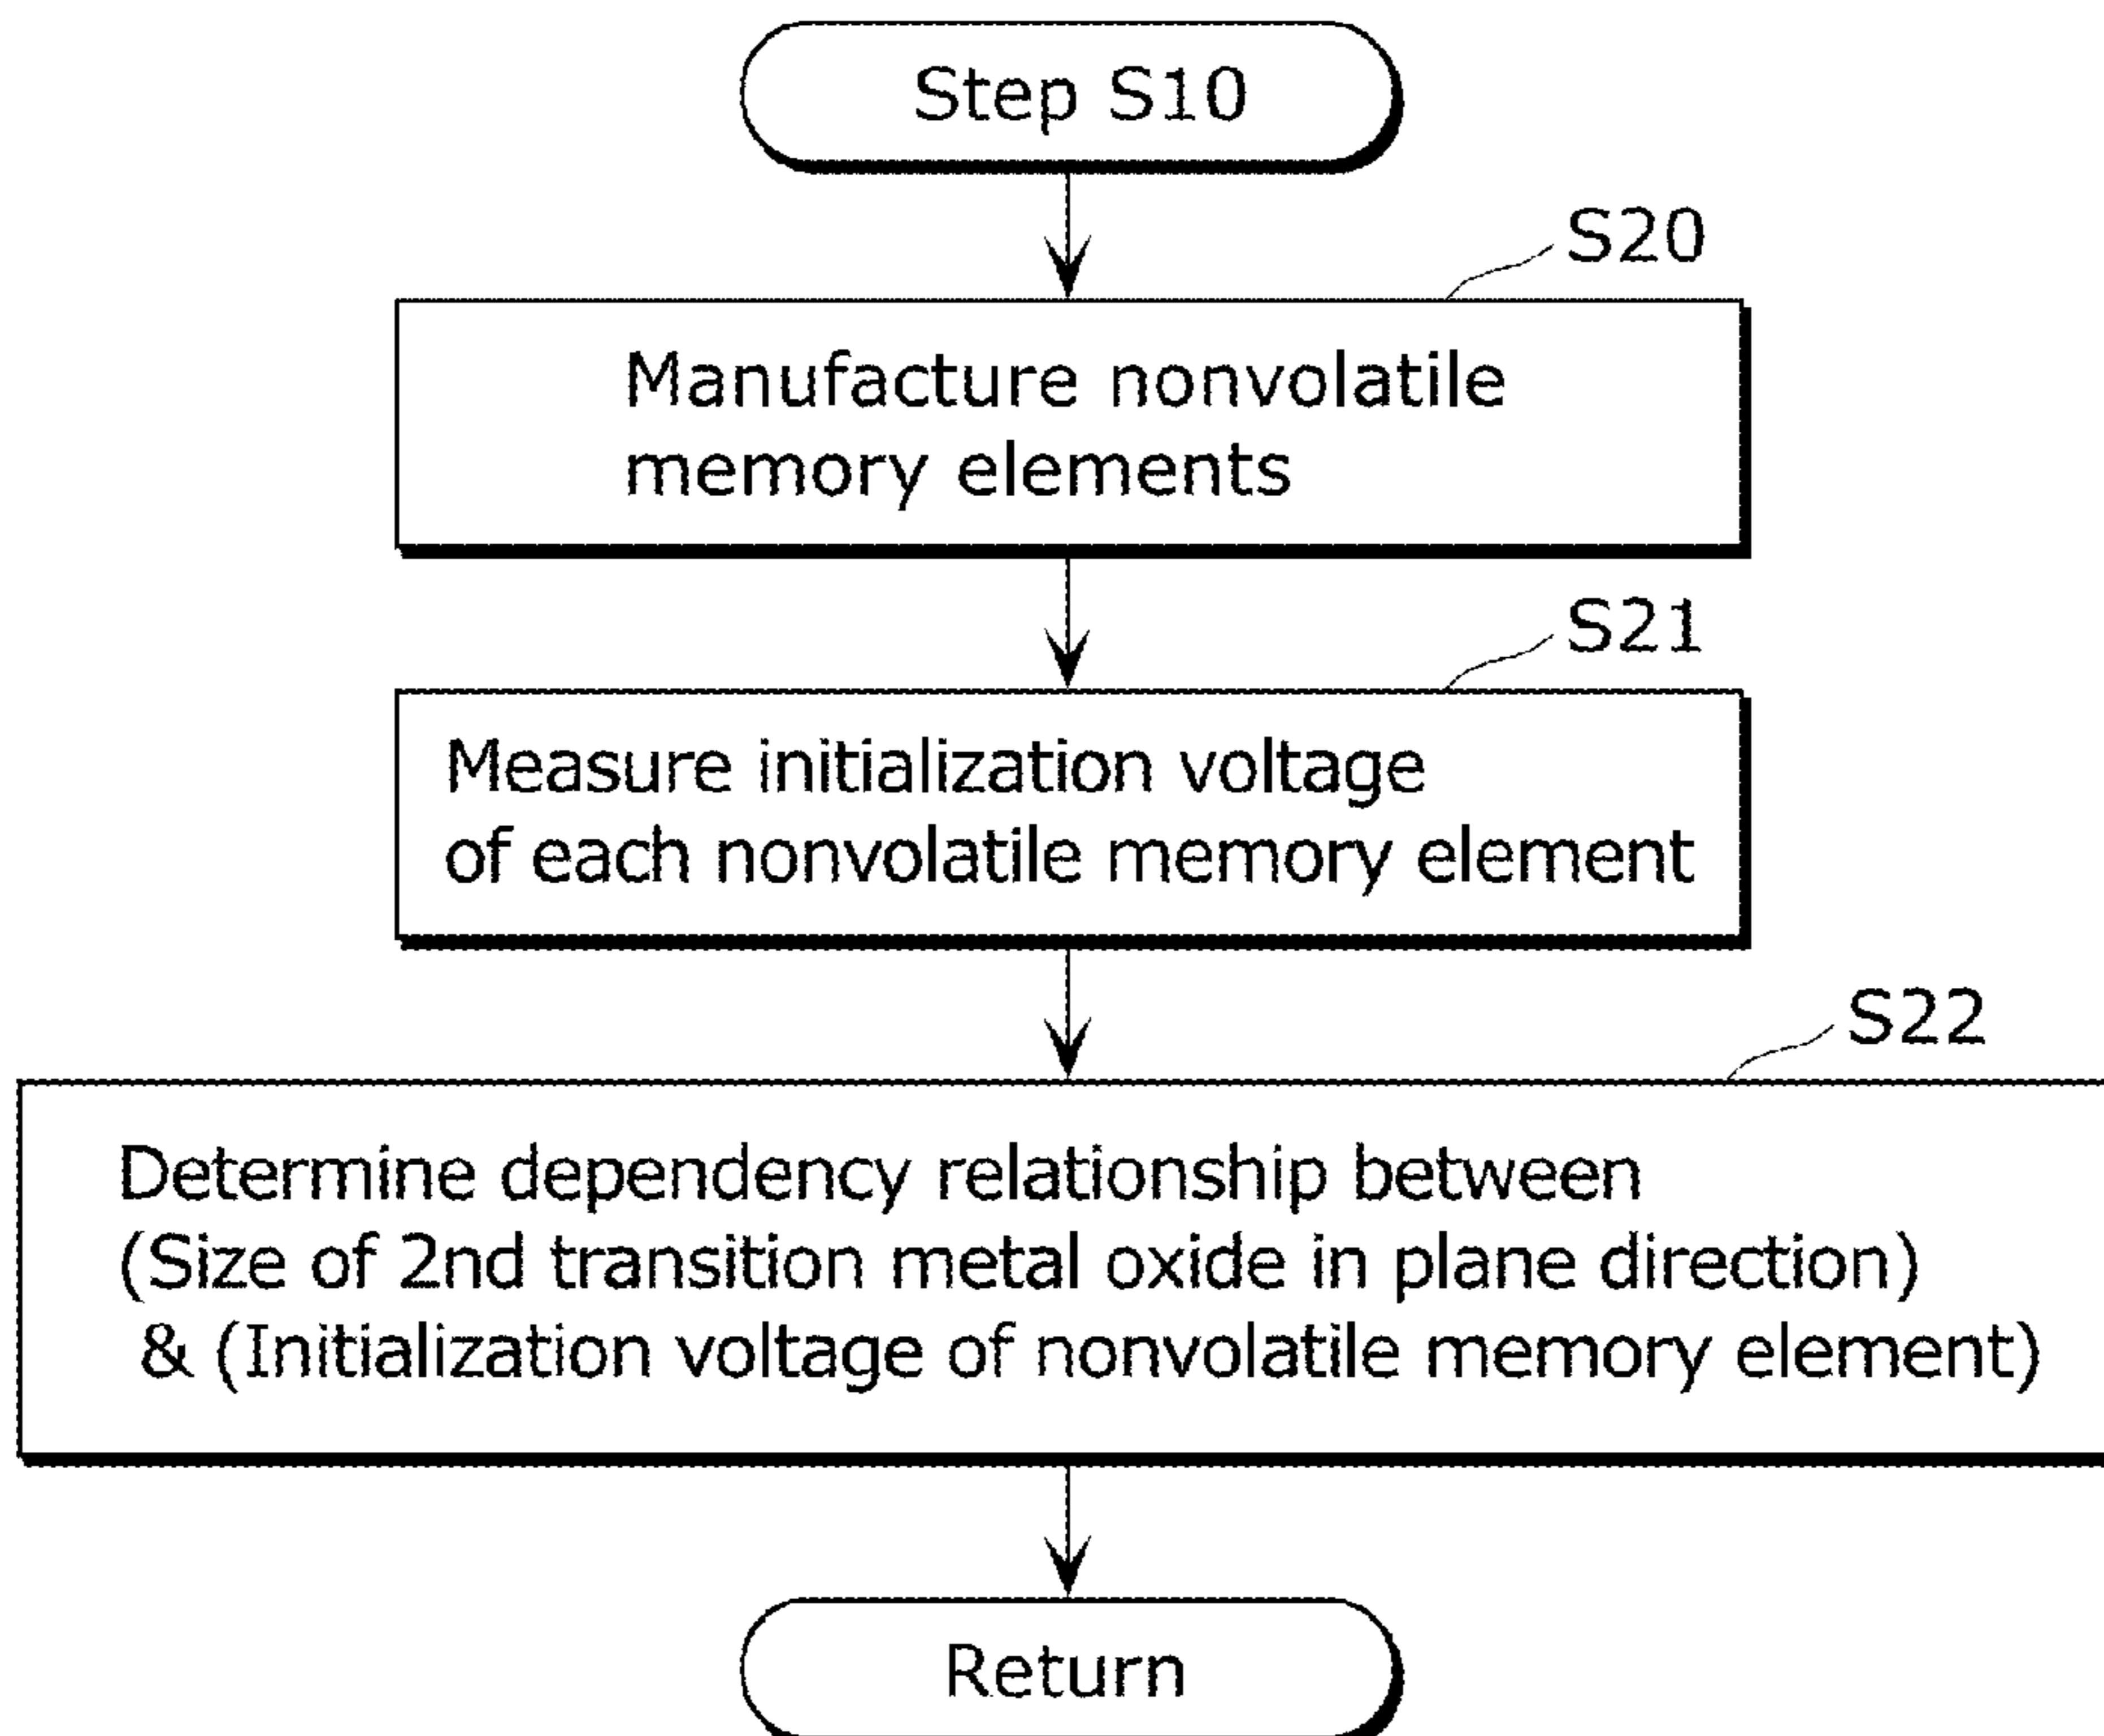 Step S10
S20
Manufacture nonvolatile
memory elements
S21
Measure initialization voltage
of each nonvolatile memory element
S22
Determine dependency relationship between
(Size of 2nd transition metal oxide in plane direction)
& (Initialization voltage of nonvolatile memory element)
Return